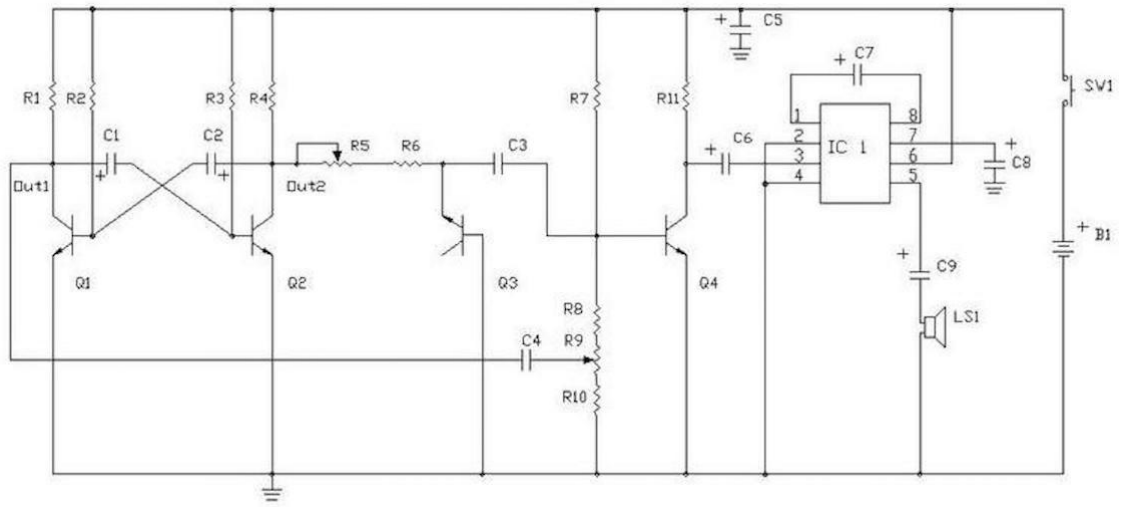 C5
C7
R1
R2
R3
R4
R7
R11
SW1
C1
C2
R5
R6
C3
C6
1
2
3
4
IC 1
8
7
6
5
C8
+
+
+
+
+
+
+
+
Out1
Out2
B1
Q1
Q2
Q3
Q4
C9
R8
LS1
C4
R9
R10